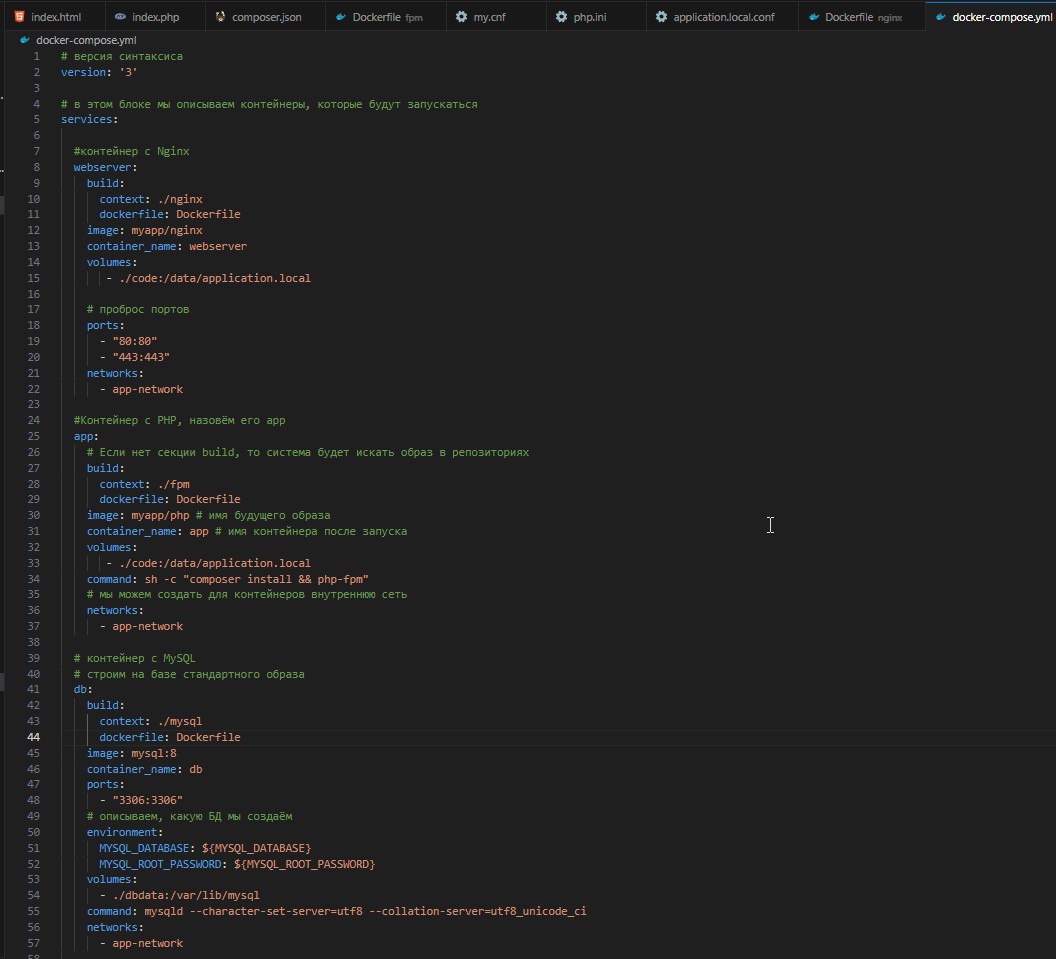 index.html index.php composer.json Dockerfile fpm my.cnf php.ini application.local.conf Dockerfile nginx docker-compose.yml
docker-compose.yml
1 # версия синтаксиса
2 version: '3'
3
4 # в этом блоке мы описываем контейнеры, которые будут запускаться
5 services:
6
7 #контейнер с Nginx
8 webserver:
9 build:
10 context: ./nginx
11 dockerfile: Dockerfile
12 image: myapp/nginx
13 container_name: webserver
14 volumes:
15 - ./code:/data/application.local
16
17 # проброс портов
18 ports:
19 - "80:80"
20 - "443:443"
21 networks:
22 - app-network
23
24 #Контейнер с PHP, назовём его app
25 app:
26 # Если нет секции build, то система будет искать образ в репозиториях
27 build:
28 context: ./fpm
29 dockerfile: Dockerfile
30 image: myapp/php # имя будущего образа
31 container_name: app # имя контейнера после запуска
32 volumes:
33 - ./code:/data/application.local
34 command: sh -c "composer install && php-fpm"
35 # мы можем создать для контейнеров внутреннюю сеть
36 networks:
37 - app-network
38
39 # контейнер с MySQL
40 # строим на базе стандартного образа
41 db:
42 build:
43 context: ./mysql
44 dockerfile: Dockerfile
45 image: mysql:8
46 container_name: db
47 ports:
48 - "3306:3306"
49 # описываем, какую БД мы создаём
50 environment:
51 MYSQL_DATABASE: ${MYSQL_DATABASE}
52 MYSQL_ROOT_PASSWORD: ${MYSQL_ROOT_PASSWORD}
53 volumes:
54 - ./dbdata:/var/lib/mysql
55 command: mysqld --character-set-server=utf8 --collation-server=utf8_unicode_ci
56 networks:
57 - app-network
58